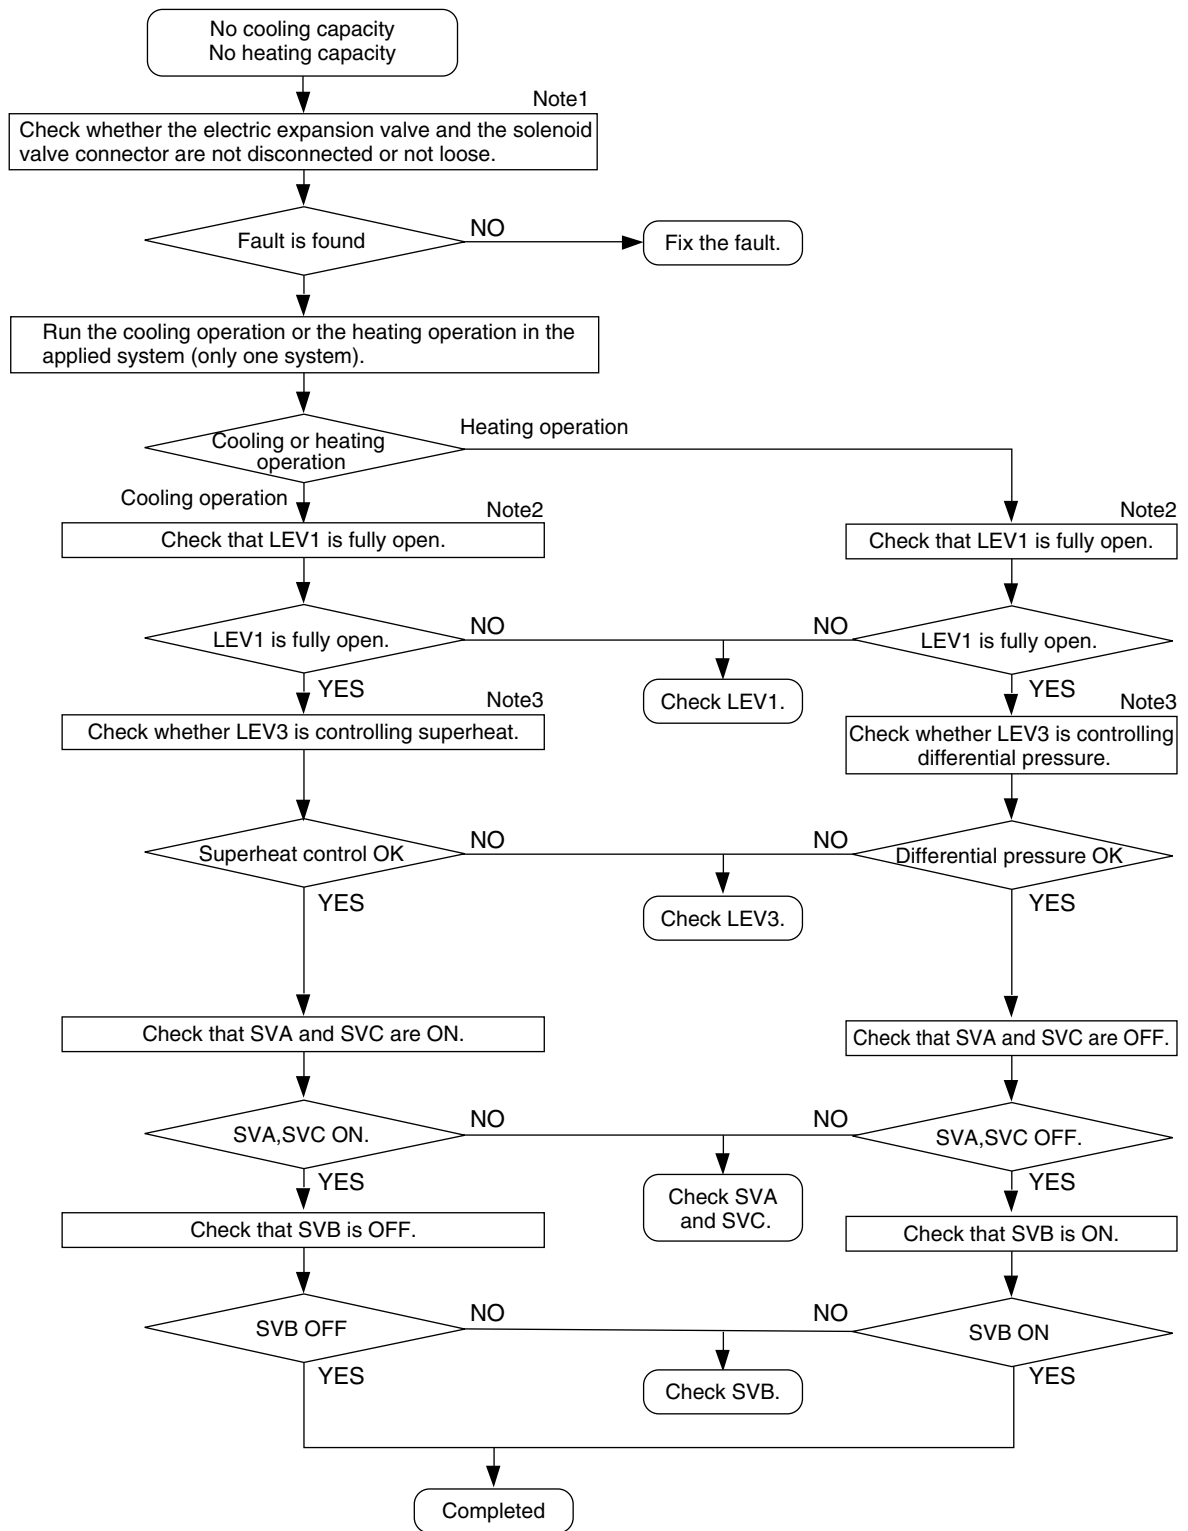 No cooling capacity
No heating capacity
Note1
Check whether the electric expansion valve and the solenoid
valve connector are not disconnected or not loose.
Fault is found
NO
Fix the fault.
Run the cooling operation or the heating operation in the
applied system (only one system).
Cooling or heating
operation
Heating operation
Cooling operation
Note2
Check that LEV1 is fully open.
Note2
Check that LEV1 is fully open.
LEV1 is fully open.
NO
NO
LEV1 is fully open.
YES
Check LEV1.
YES
Note3
Check whether LEV3 is controlling superheat.
Note3
Check whether LEV3 is controlling
differential pressure.
Superheat control OK
NO
NO
Differential pressure OK
YES
Check LEV3.
YES
Check that SVA and SVC are ON.
Check that SVA and SVC are OFF.
SVA,SVC ON.
NO
NO
SVA,SVC OFF.
YES
Check SVA
and SVC.
YES
Check that SVB is OFF.
Check that SVB is ON.
SVB OFF
NO
NO
SVB ON
YES
Check SVB.
YES
Completed